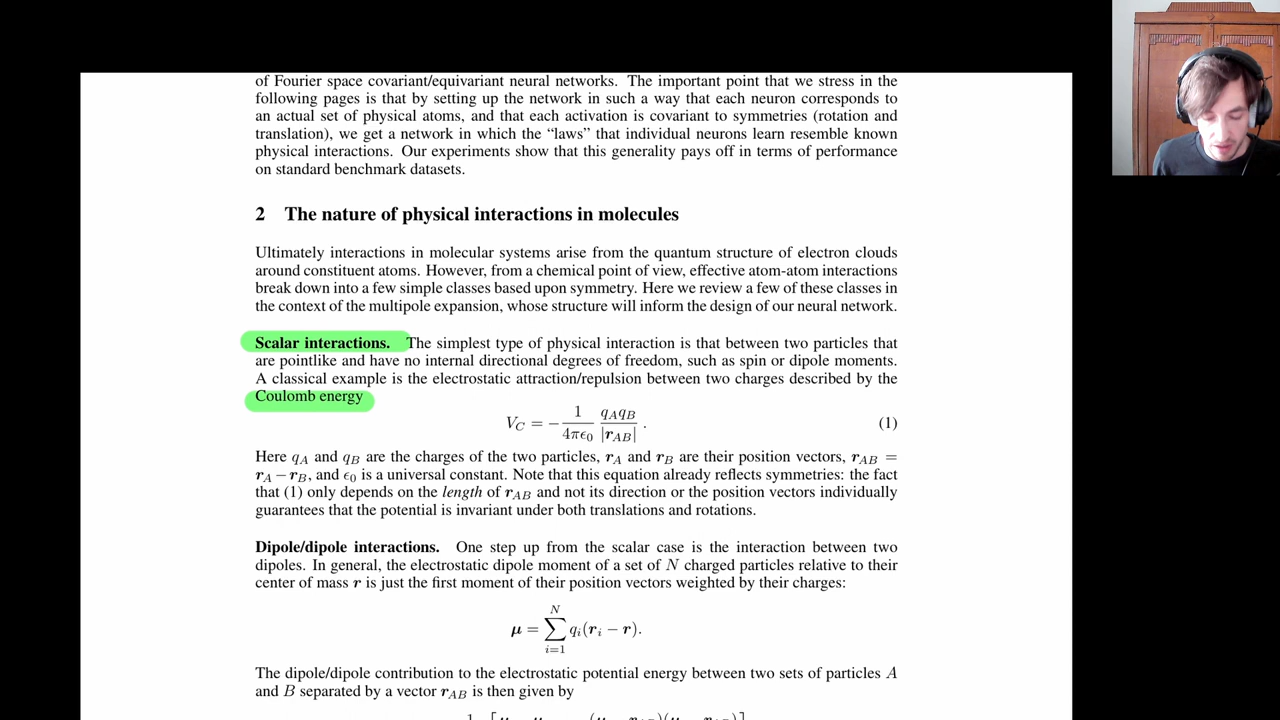 of Fourier space covariant/equivariant neural networks. The important point that we stress in the
following pages is that by setting up the network in such a way that each neuron corresponds to
an actual set of physical atoms, and that each activation is covariant to symmetries (rotation and
translation), we get a network in which the “laws” that individual neurons learn resemble known
physical interactions. Our experiments show that this generality pays off in terms of performance
on standard benchmark datasets.
2 The nature of physical interactions in molecules
Ultimately interactions in molecular systems arise from the quantum structure of electron clouds
around constituent atoms. However, from a chemical point of view, effective atom-atom interactions
break down into a few simple classes based upon symmetry. Here we review a few of these classes in
the context of the multipole expansion, whose structure will inform the design of our neural network.
Scalar interactions. The simplest type of physical interaction is that between two particles that
are pointlike and have no internal directional degrees of freedom, such as spin or dipole moments.
A classical example is the electrostatic attraction/repulsion between two charges described by the
Coulomb energy
V_C = − 1/(4πϵ₀) q_A q_B/|r_AB| . (1)
Here q_A and q_B are the charges of the two particles, r_A and r_B are their position vectors, r_AB =
r_A − r_B, and ϵ₀ is a universal constant. Note that this equation already reflects symmetries: the fact
that (1) only depends on the length of r_AB and not its direction or the position vectors individually
guarantees that the potential is invariant under both translations and rotations.
Dipole/dipole interactions. One step up from the scalar case is the interaction between two
dipoles. In general, the electrostatic dipole moment of a set of N charged particles relative to their
center of mass r is just the first moment of their position vectors weighted by their charges:
μ = ∑_{i=1}^{N} q_i(r_i − r).
The dipole/dipole contribution to the electrostatic potential energy between two sets of particles A
and B separated by a vector r_AB is then given by